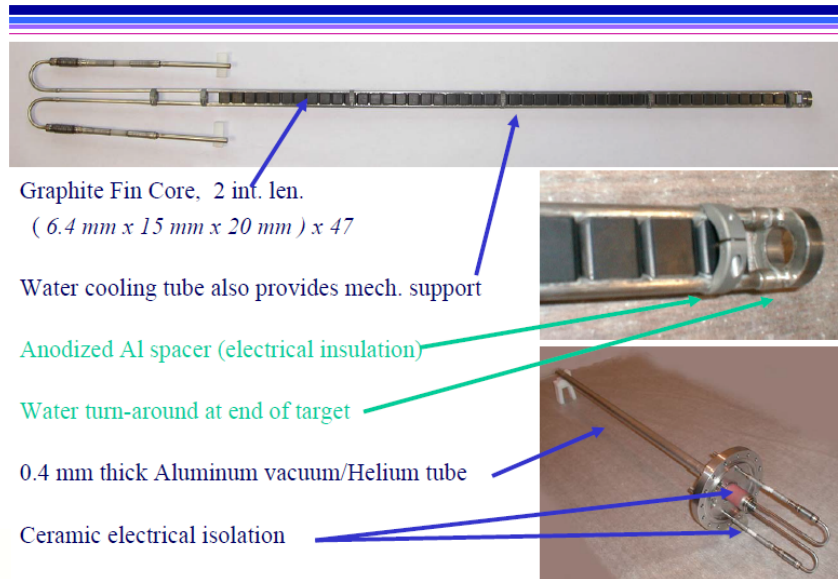 Graphite Fin Core, 2 int. len.
( 6.4 mm x 15 mm x 20 mm ) x 47
Water cooling tube also provides mech. support
Anodized Al spacer (electrical insulation)
Water turn-around at end of target
0.4 mm thick Aluminum vacuum/Helium tube
Ceramic electrical isolation